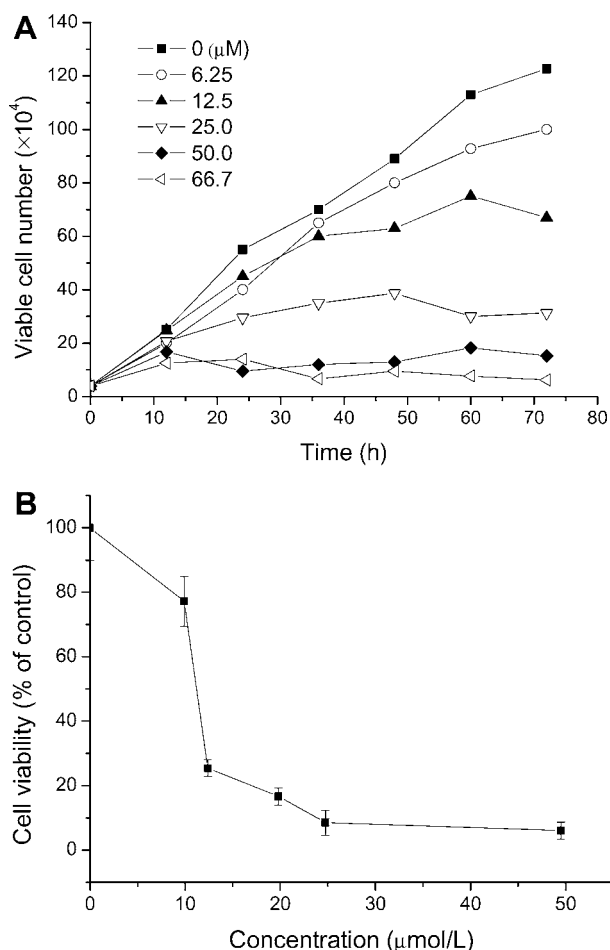 A
140
120
100
80
60
40
20
0
Viable cell number (×10⁴)
0 (μM)
6.25
12.5
25.0
50.0
66.7
0 10 20 30 40 50 60 70 80
Time (h)
B
100
80
60
40
20
0
Cell viability (% of control)
0 10 20 30 40 50
Concentration (μmol/L)